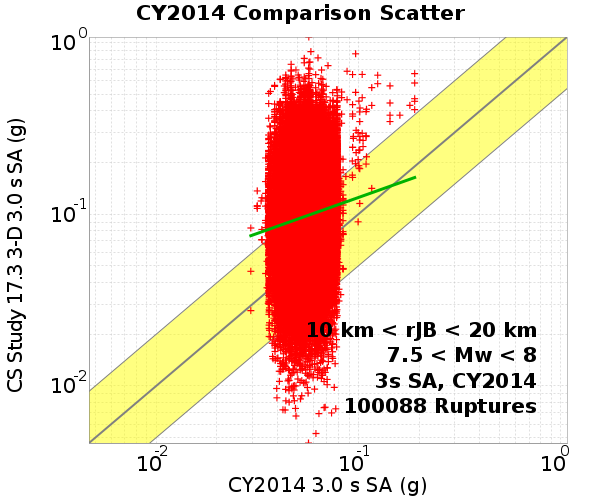 CY2014 Comparison Scatter
CS Study 17.3 3-D 3.0 s SA (g)
10^0
10^-1
10^-2
10 km < rJB < 20 km
7.5 < Mw < 8
3s SA, CY2014
100088 Ruptures
10^-2
10^-1
10^0
CY2014 3.0 s SA (g)